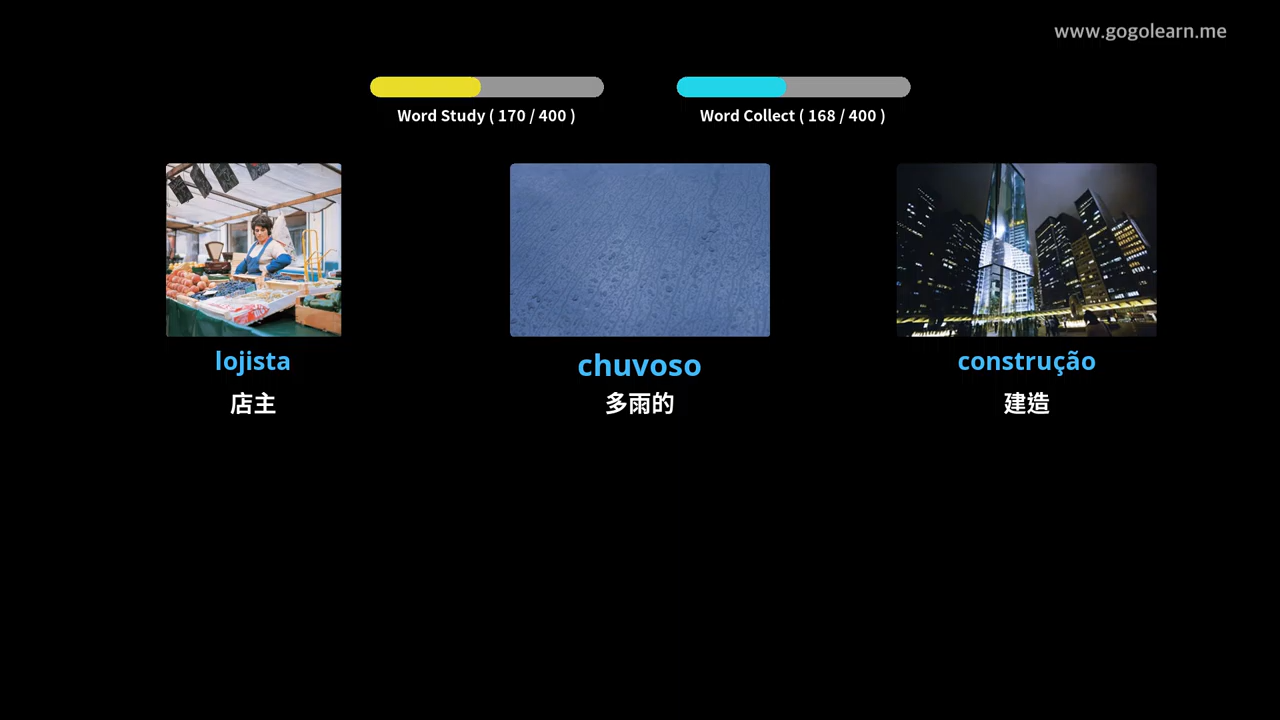 www.gogolearn.me
Word Study ( 170 / 400 )
Word Collect ( 168 / 400 )
lojista
店主
chuvoso
多雨的
construção
建造